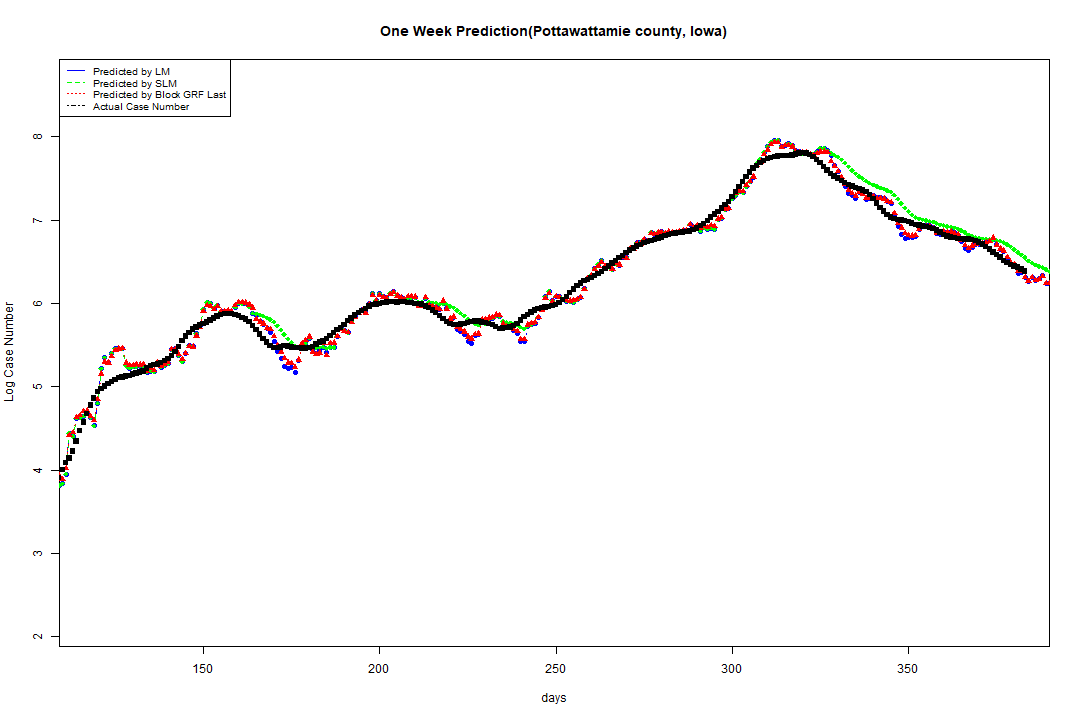 One Week Prediction(Pottawattamie county, Iowa)
Predicted by LM
Predicted by SLM
Predicted by Block GRF Last
Actual Case Number
Log Case Number
8
7
6
5
4
3
2
150 200 250 300 350
days